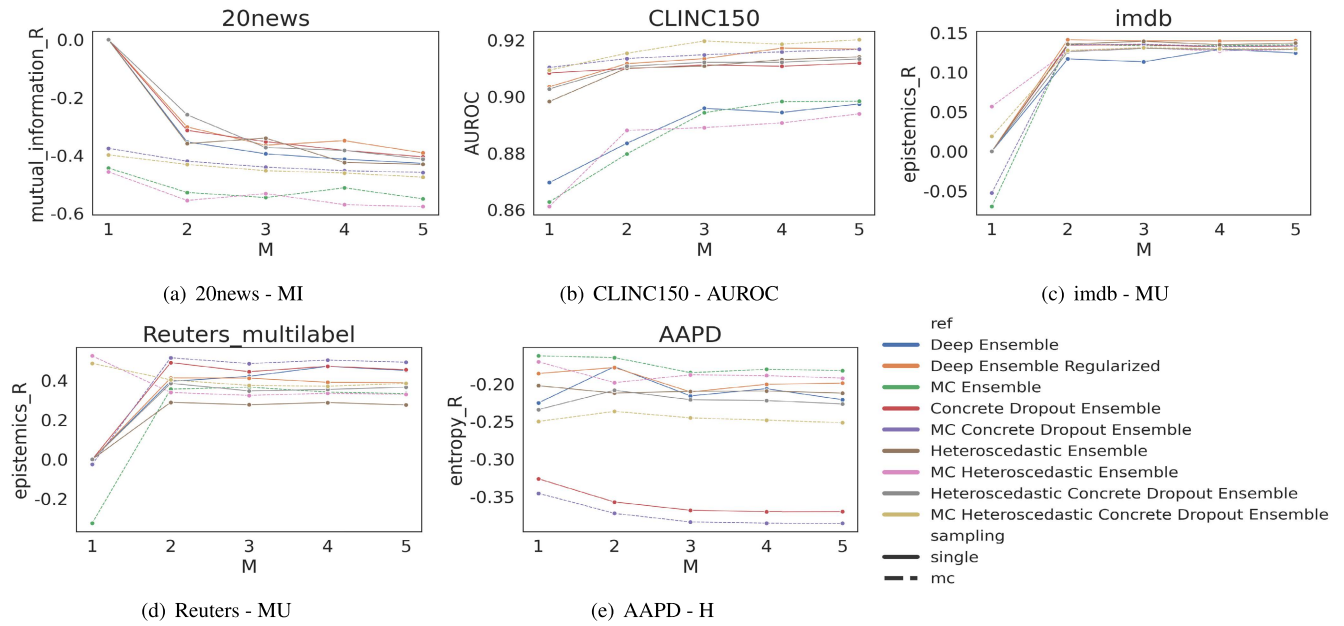 20news
mutual_information_R
0.0
-0.2
-0.4
-0.6
1 2 3 4 5
M
(a) 20news - MI
CLINC150
AUROC
0.92
0.90
0.88
0.86
1 2 3 4 5
M
(b) CLINC150 - AUROC
imdb
epistemics_R
0.15
0.10
0.05
0.00
-0.05
1 2 3 4 5
M
(c) imdb - MU
Reuters_multilabel
epistemics_R
0.4
0.2
0.0
-0.2
1 2 3 4 5
M
(d) Reuters - MU
AAPD
entropy_R
-0.20
-0.25
-0.30
-0.35
1 2 3 4 5
M
(e) AAPD - H
ref
Deep Ensemble
Deep Ensemble Regularized
MC Ensemble
Concrete Dropout Ensemble
MC Concrete Dropout Ensemble
Heteroscedastic Ensemble
MC Heteroscedastic Ensemble
Heteroscedastic Concrete Dropout Ensemble
MC Heteroscedastic Concrete Dropout Ensemble
sampling
single
mc